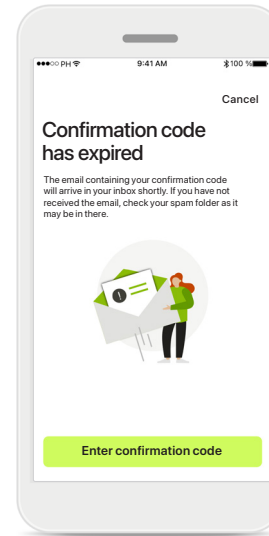 PH 9:41 AM 100 %
Cancel
Confirmation code
has expired
The email containing your confirmation code
will arrive in your inbox shortly. If you have not
received the email, check your spam folder as it
may be in there.
Enter confirmation code